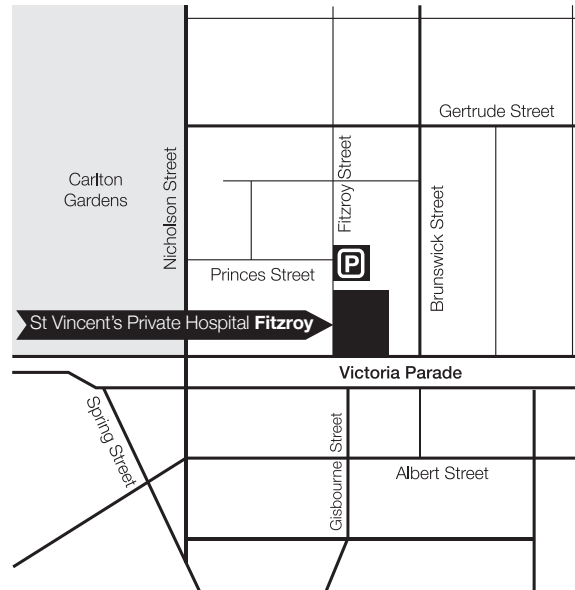 Gertrude Street
Carlton
Gardens
Nicholson Street
Fitzroy Street
Brunswick Street
P
Princes Street
St Vincent's Private Hospital Fitzroy
Victoria Parade
Spring Street
Gisbourne Street
Albert Street